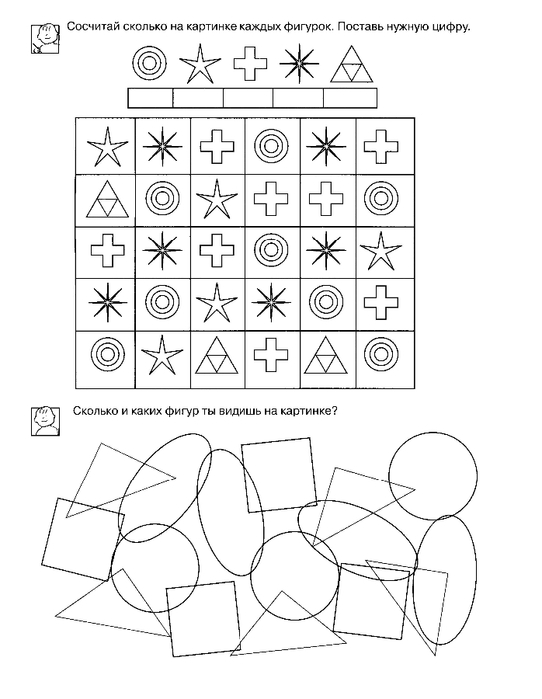 Сосчитай сколько на картинке каждых фигурок. Поставь нужную цифру.
Сколько и каких фигур ты видишь на картинке?